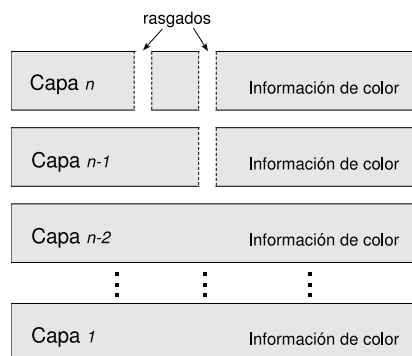 rasgados
Capa n Información de color
Capa n-1 Información de color
Capa n-2 Información de color
Capa 1 Información de color